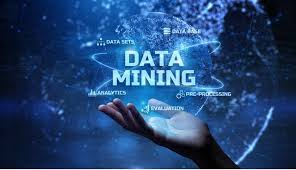 DATA BASE
DATA SETS
DATA
MINING
ANALYTICS
PRE-PROCESSING
EVALUATION